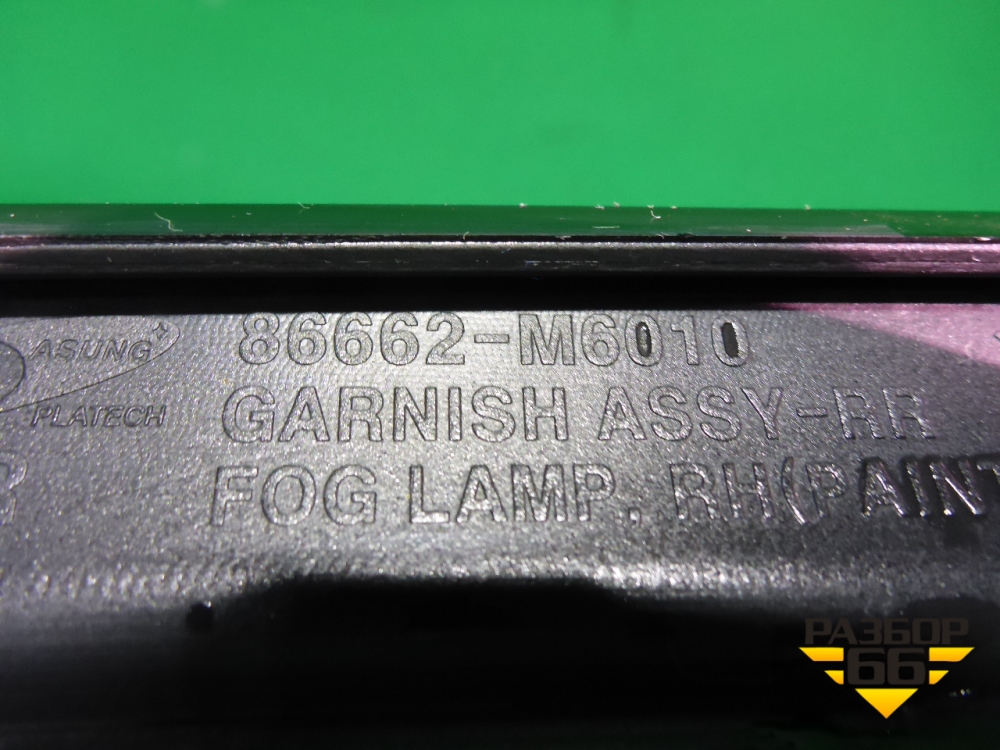 86662-M6010
ASUNG
GARNISH ASSY-RR
PLATECH
FOG LAMP, RH(PAINT
РАЗБОР
66